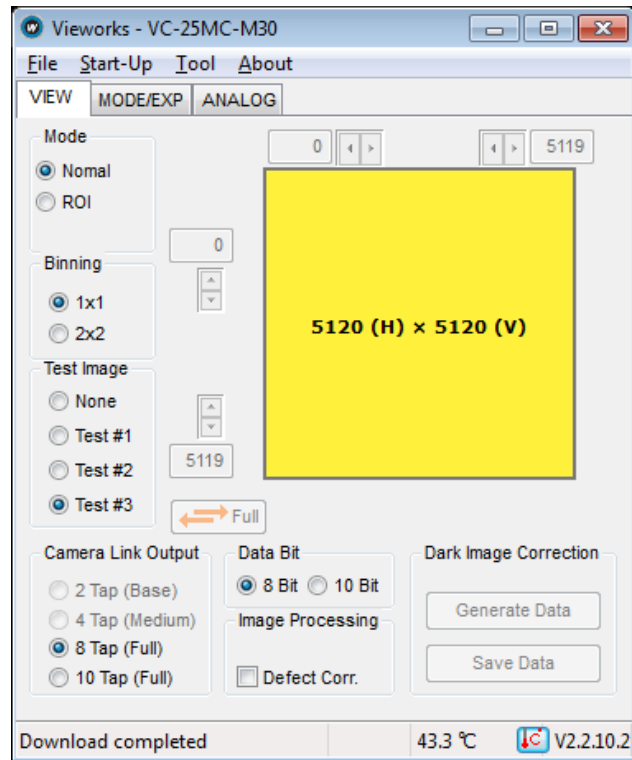 Vieworks - VC-25MC-M30
File Start-Up Tool About
VIEW MODE/EXP ANALOG
Mode
Nomal
ROI
0
5119
0
Binning
1x1
2x2
5120 (H) × 5120 (V)
Test Image
None
Test #1
Test #2
Test #3
5119
Full
Camera Link Output
2 Tap (Base)
4 Tap (Medium)
8 Tap (Full)
10 Tap (Full)
Data Bit
8 Bit 10 Bit
Image Processing
Defect Corr.
Dark Image Correction
Generate Data
Save Data
Download completed 43.3 ℃ C V2.2.10.2